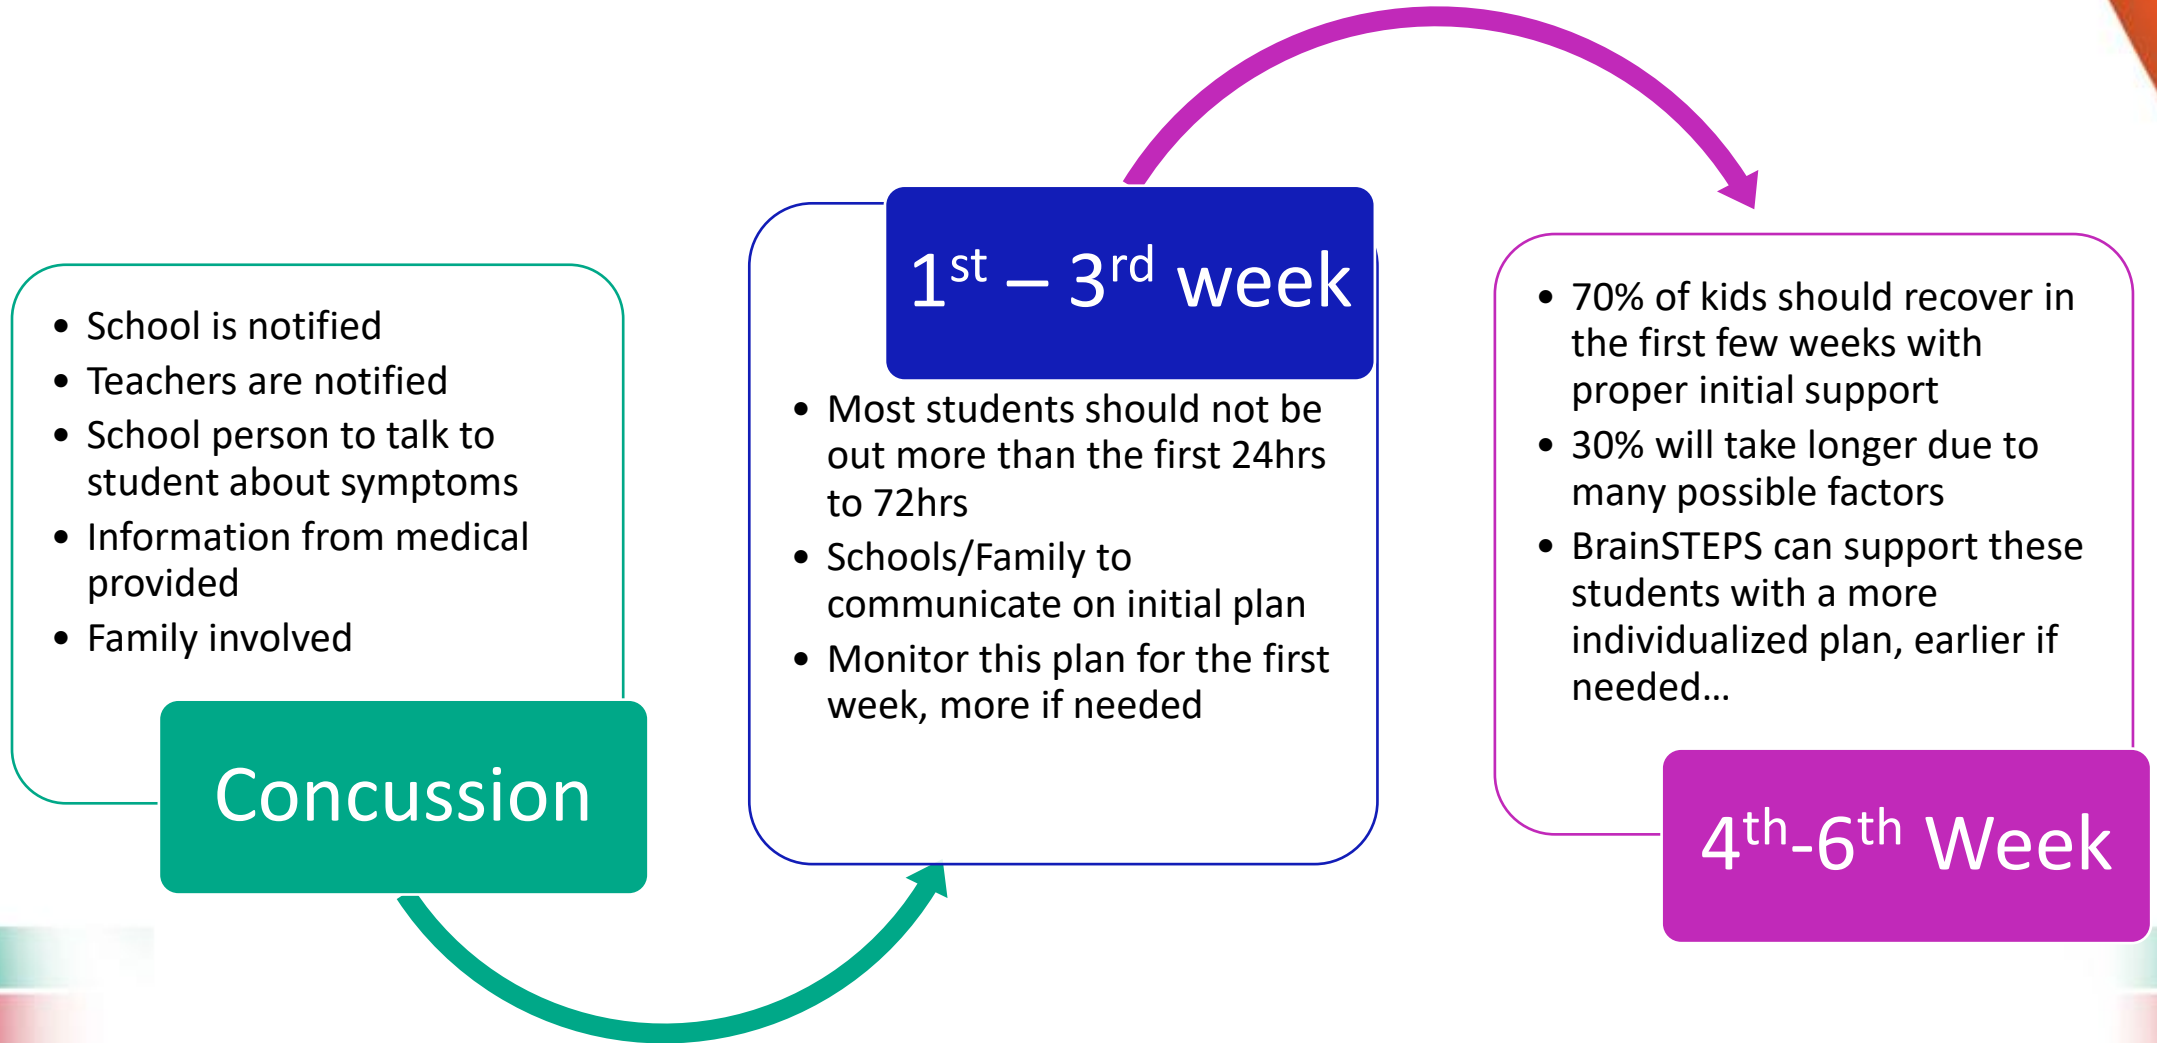 • School is notified
• Teachers are notified
• School person to talk to
student about symptoms
• Information from medical
provided
• Family involved
Concussion
1st – 3rd week
• Most students should not be
out more than the first 24hrs
to 72hrs
• Schools/Family to
communicate on initial plan
• Monitor this plan for the first
week, more if needed
• 70% of kids should recover in
the first few weeks with
proper initial support
• 30% will take longer due to
many possible factors
• BrainSTEPS can support these
students with a more
individualized plan, earlier if
needed…
4th-6th Week